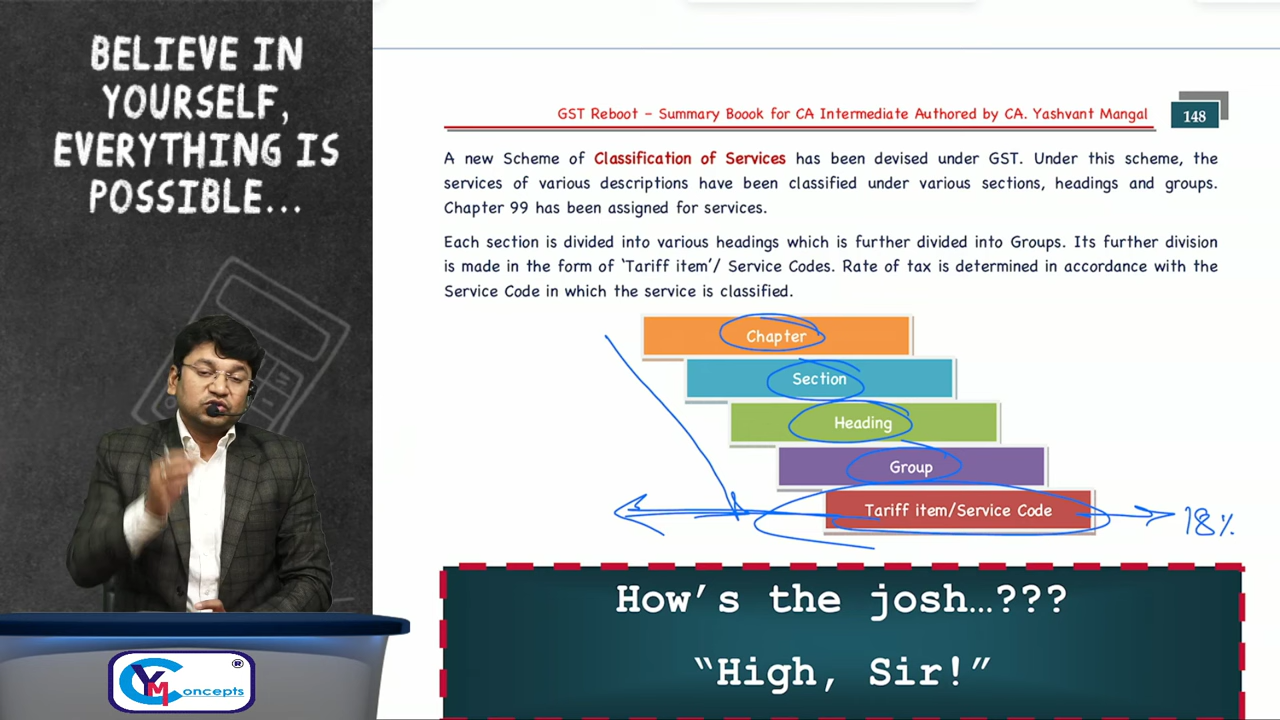 BELIEVE IN
YOURSELF,
EVERYTHING IS
POSSIBLE...
GST Reboot – Summary Boook for CA Intermediate Authored by CA. Yashvant Mangal
148
A new Scheme of Classification of Services has been devised under GST. Under this scheme, the
services of various descriptions have been classified under various sections, headings and groups.
Chapter 99 has been assigned for services.
Each section is divided into various headings which is further divided into Groups. Its further division
is made in the form of ‘Tariff item’/ Service Codes. Rate of tax is determined in accordance with the
Service Code in which the service is classified.
Chapter
Section
Heading
Group
Tariff item/Service Code
18%
How’s the josh…???
“High, Sir!”
YM Concepts ®